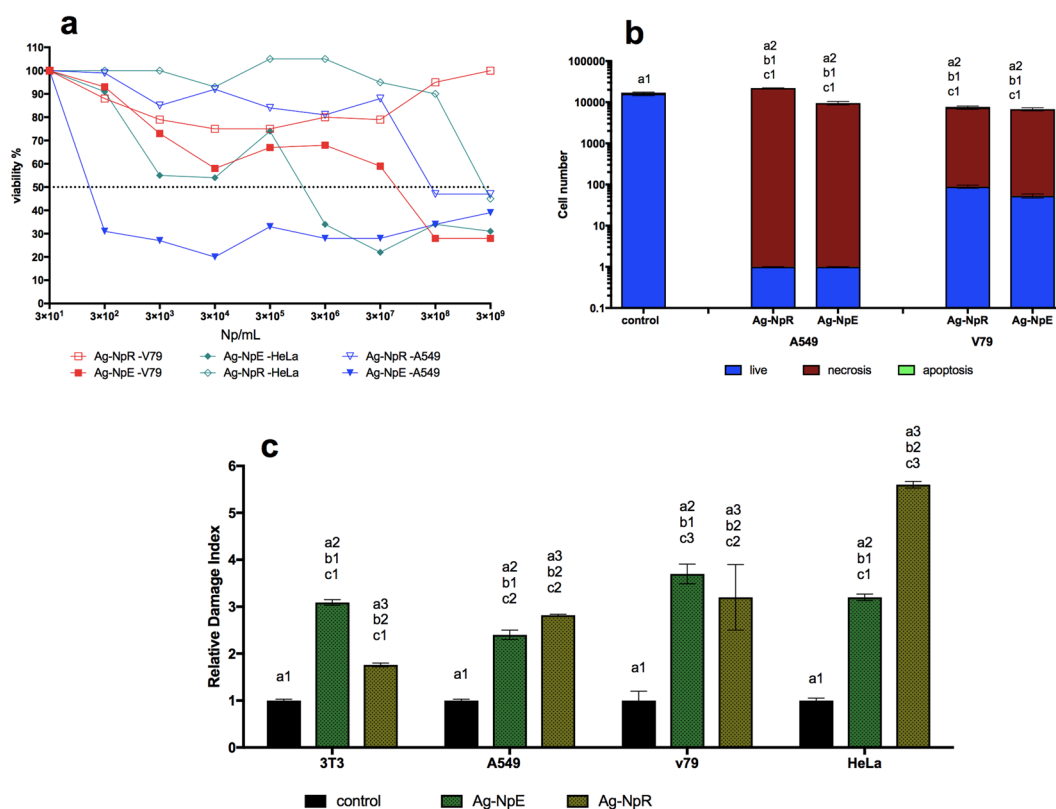 a
viability %
110
100
90
80
70
60
50
40
30
20
10
0
3×10¹ 3×10² 3×10³ 3×10⁴ 3×10⁵ 3×10⁶ 3×10⁷ 3×10⁸ 3×10⁹
Np/mL
Ag-NpR -V79 Ag-NpE -HeLa Ag-NpR -A549
Ag-NpE -V79 Ag-NpR -HeLa Ag-NpE -A549
b
Cell number
100000
10000
1000
100
10
1
0.1
a1
a2
b1
c1
a2
b1
c1
a2
b1
c1
a2
b1
c1
control Ag-NpR Ag-NpE Ag-NpR Ag-NpE
A549 V79
live necrosis apoptosis
c
Relative Damage Index
6
5
4
3
2
1
0
a1
a2
b1
c1
a3
b2
c1
a1
a2
b1
c2
a3
b2
c2
a1
a2
b1
c3
a3
b2
c2
a1
a2
b1
c1
a3
b2
c3
3T3 A549 v79 HeLa
control Ag-NpE Ag-NpR